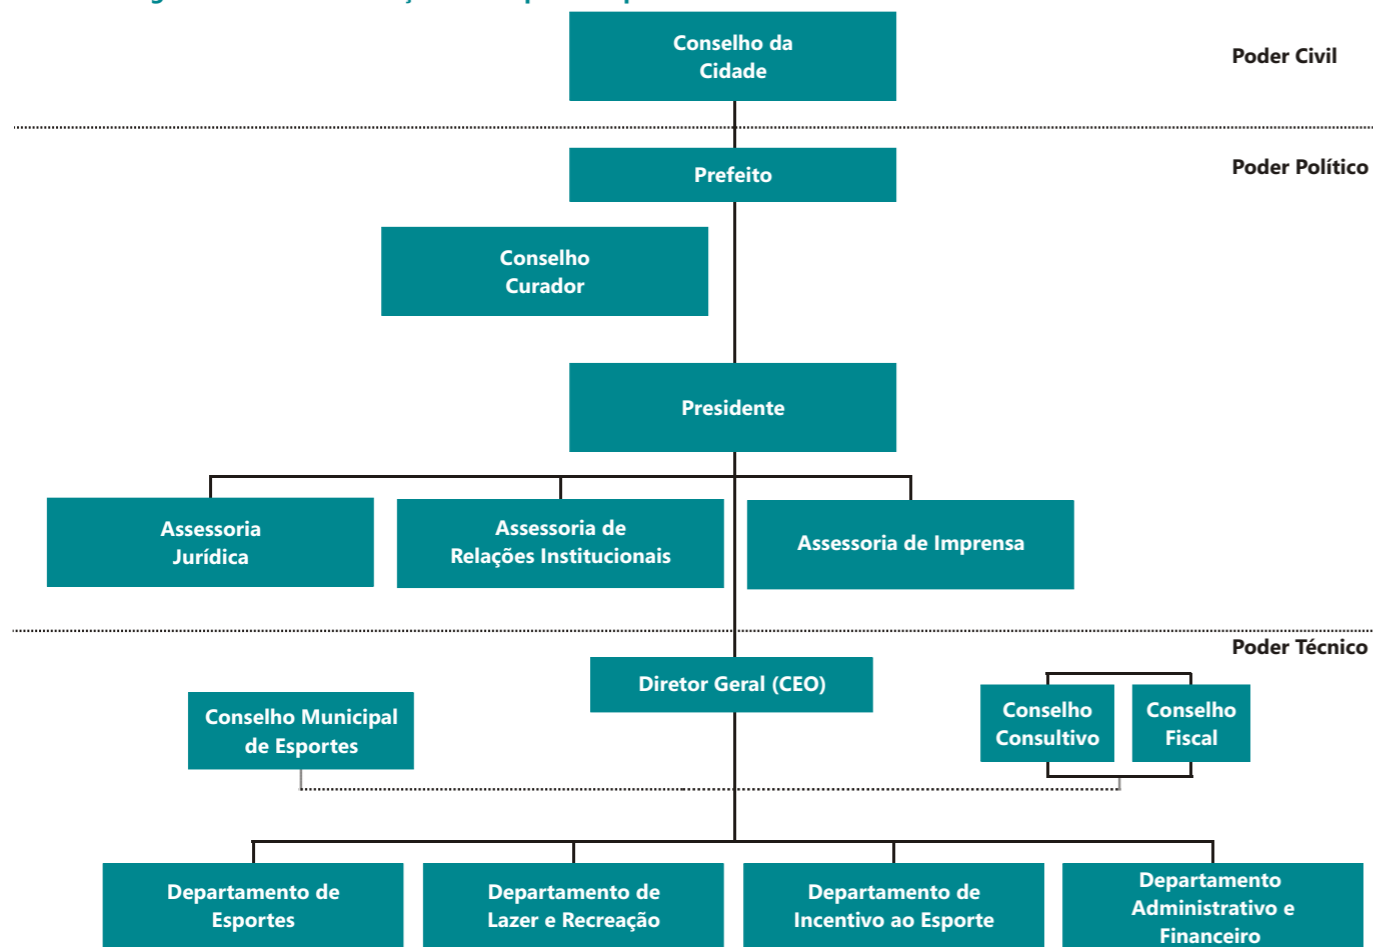 Conselho da
Cidade
Poder Civil
Prefeito
Poder Político
Conselho
Curador
Presidente
Assessoria
Jurídica
Assessoria de
Relações Institucionais
Assessoria de Imprensa
Poder Técnico
Diretor Geral (CEO)
Conselho Municipal
de Esportes
Conselho
Consultivo
Conselho
Fiscal
Departamento de
Esportes
Departamento de
Lazer e Recreação
Departamento de
Incentivo ao Esporte
Departamento
Administrativo e
Financeiro